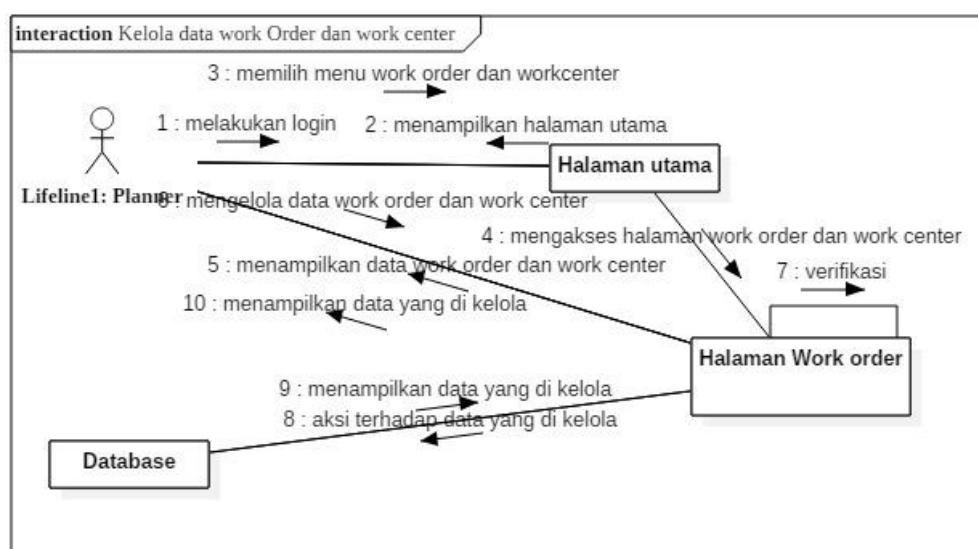 interaction Kelola data work Order dan work center
3 : memilih menu work order dan workcenter
1 : melakukan login
2 : menampilkan halaman utama
Halaman utama
Lifeline1: Planner
6 : mengelola data work order dan work center
4 : mengakses halaman work order dan work center
5 : menampilkan data work order dan work center
7 : verifikasi
10 : menampilkan data yang di kelola
Halaman Work order
9 : menampilkan data yang di kelola
8 : aksi terhadap data yang di kelola
Database